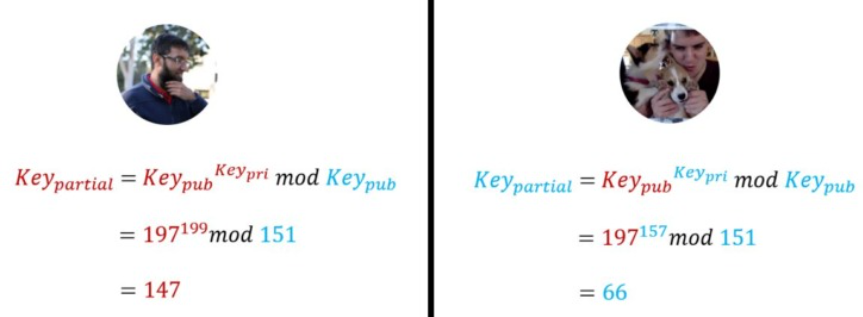 Key_partial = Key_pub^Key_pri mod Key_pub
= 197^199 mod 151
= 147
Key_partial = Key_pub^Key_pri mod Key_pub
= 197^157 mod 151
= 66